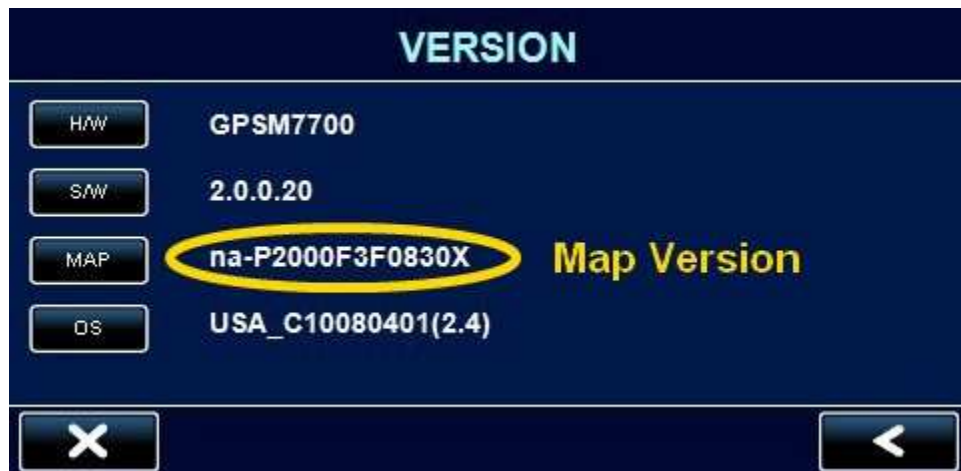 VERSION
H/W GPSM7700
S/W 2.0.0.20
MAP na-P2000F3F0830X Map Version
OS USA_C10080401(2.4)